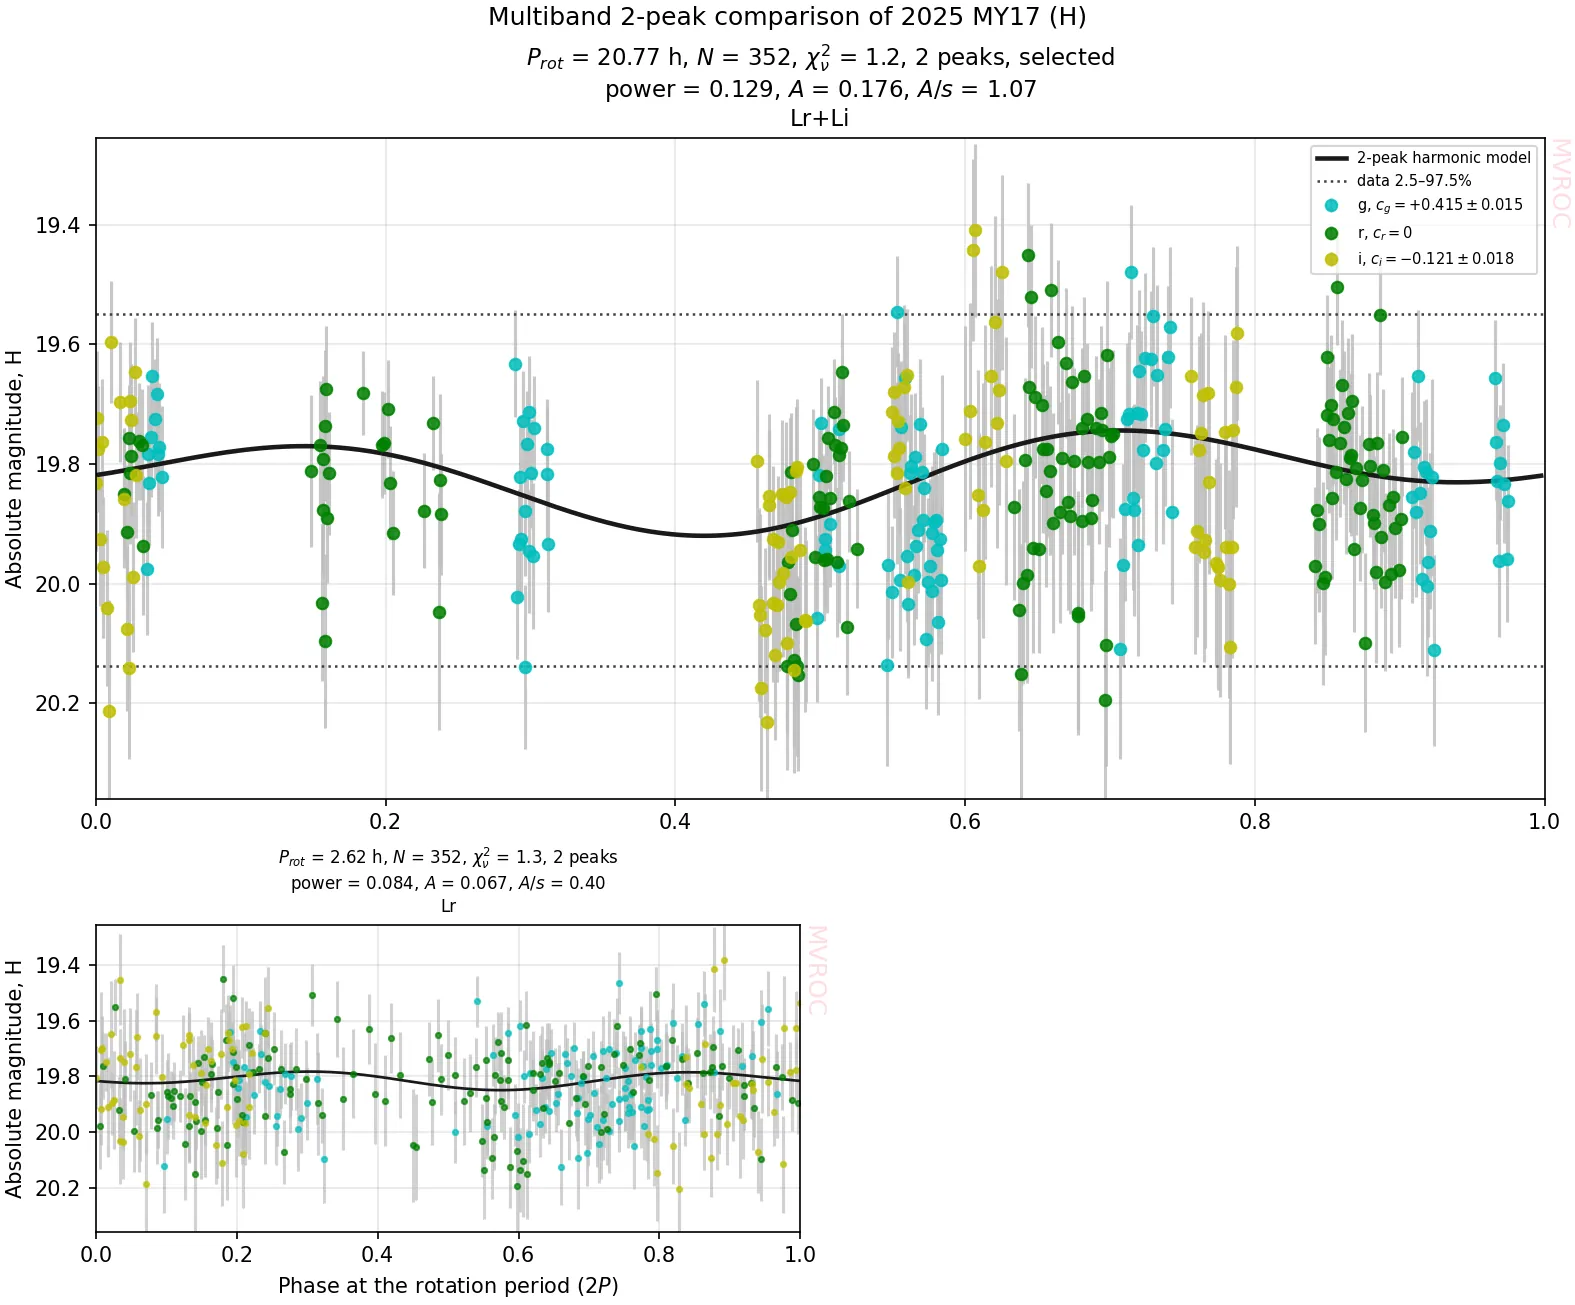 Multiband 2-peak comparison of 2025 MY17 (H)
P_rot = 20.77 h, N = 352, χ²_ν = 1.2, 2 peaks, selected
power = 0.129, A = 0.176, A/s = 1.07
Lr+Li
MVROC
2-peak harmonic model
data 2.5–97.5%
g, c_g = +0.415 ± 0.015
r, c_r = 0
i, c_i = −0.121 ± 0.018
Absolute magnitude, H
19.4
19.6
19.8
20.0
20.2
0.0 0.2 0.4 0.6 0.8 1.0
P_rot = 2.62 h, N = 352, χ²_ν = 1.3, 2 peaks
power = 0.084, A = 0.067, A/s = 0.40
Lr
MVROC
Absolute magnitude, H
19.4
19.6
19.8
20.0
20.2
0.0 0.2 0.4 0.6 0.8 1.0
Phase at the rotation period (2P)